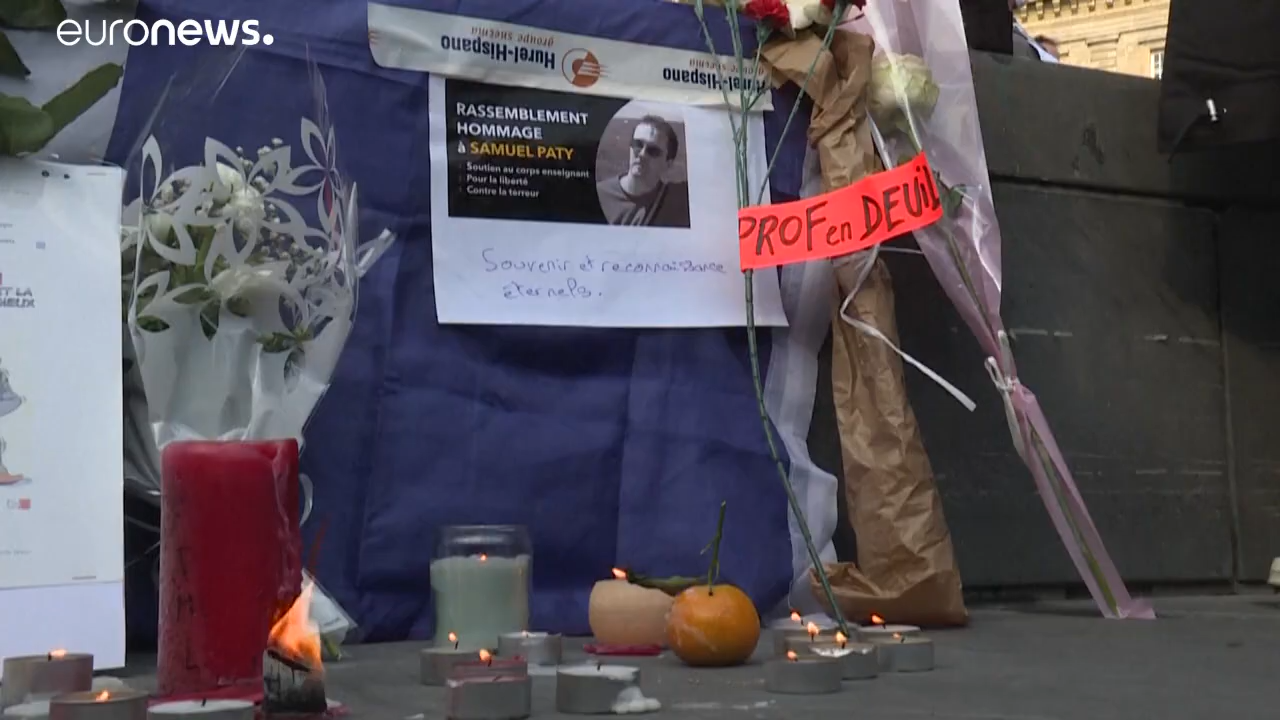 euronews.
Hurel-Hispano
groupe snecma
Hurel-Hispano
RASSEMBLEMENT
HOMMAGE
à SAMUEL PATY
Soutien au corps enseignant
Pour la liberté
Contre la terreur
Souvenir et reconnaissance
éternels.
PROF en DEUIL